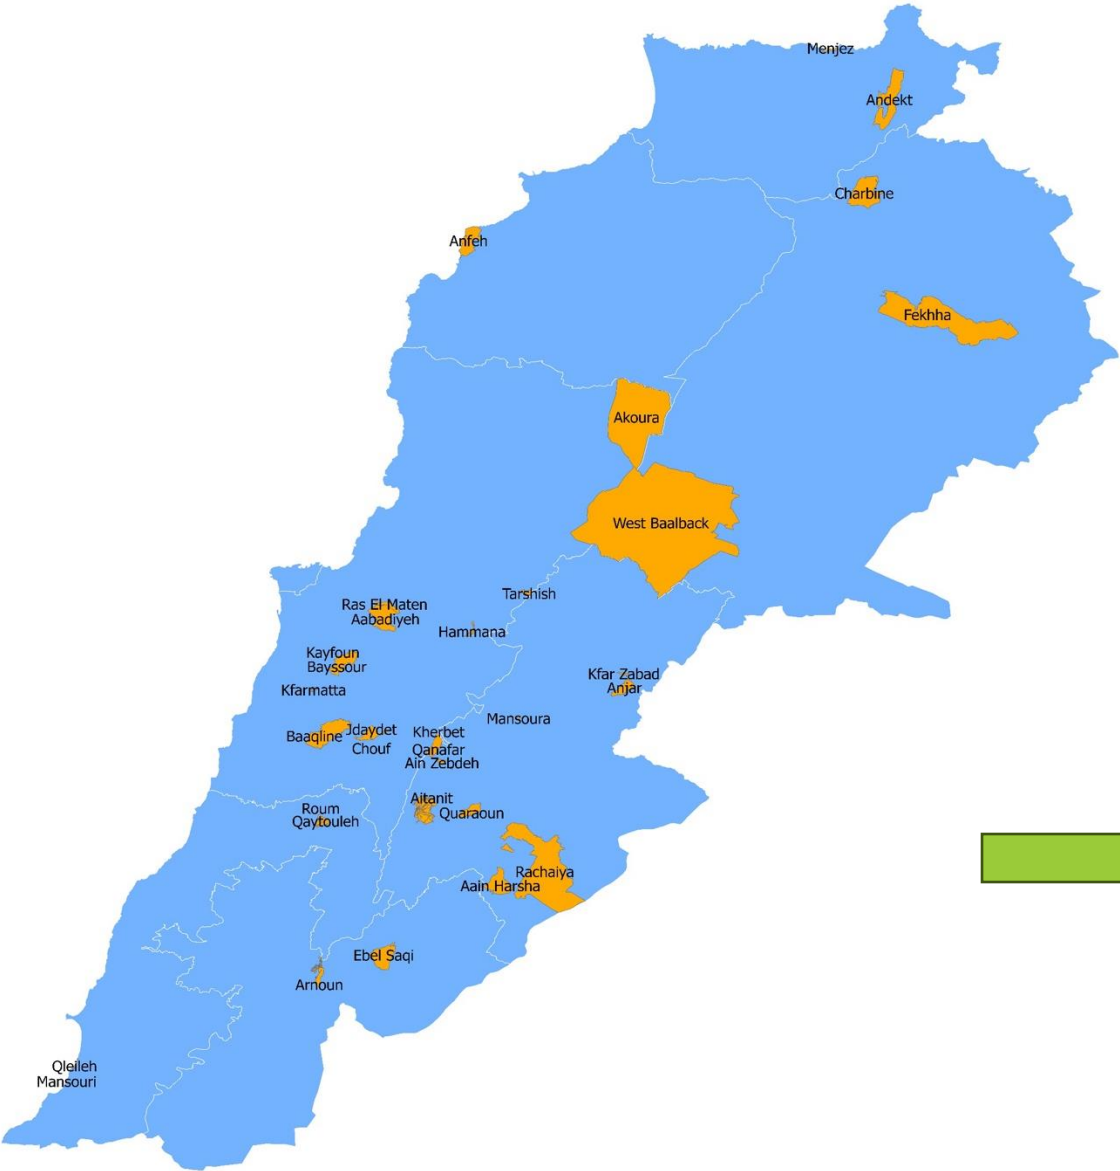 Menjez
Andekt
Charbine
Anfeh
Fekhha
Akoura
West Baalback
Tarshish
Ras El Maten
Aabadiyeh
Hammana
Kayfoun
Bayssour
Kfar Zabad
Anjar
Kfarmatta
Mansoura
Baaqline
Jdaydet
Chouf
Kherbet
Qanafar
Ain Zebdeh
Aitanit
Quaraoun
Roum
Qaytouleh
Rachaiya
Aain Harsha
Ebel Saqi
Arnoun
Qleileh
Mansouri